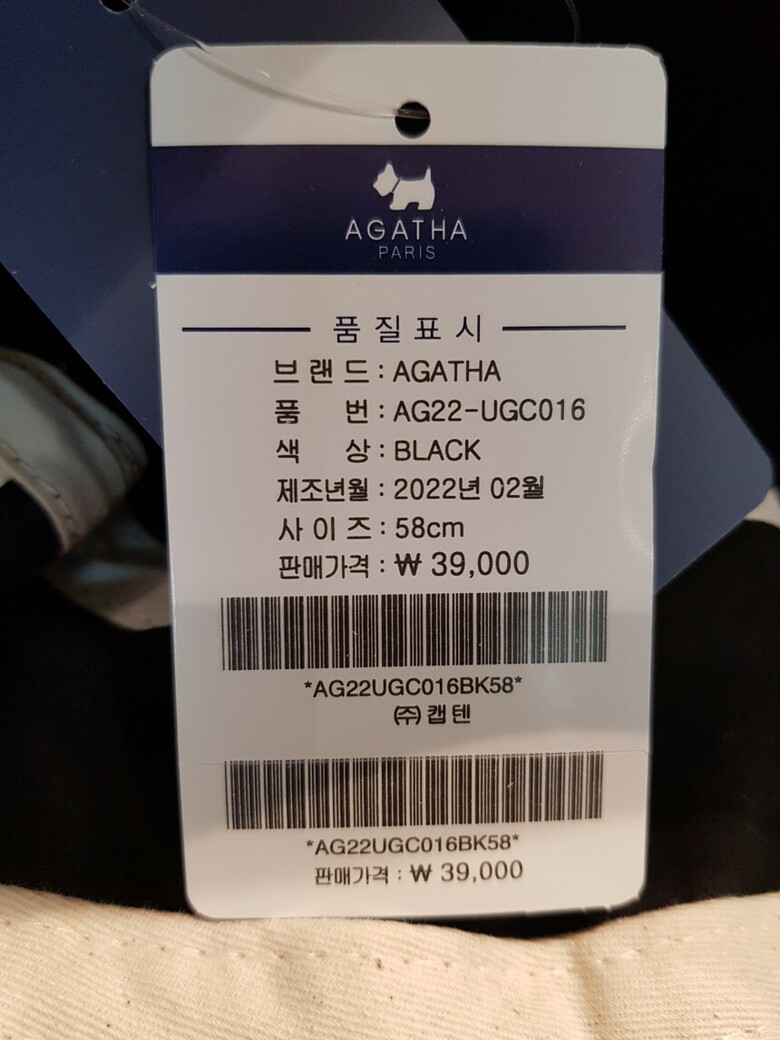 AGATHA
PARIS
품질표시
브랜드 : AGATHA
품 번 : AG22-UGC016
색 상 : BLACK
제조년월 : 2022년 02월
사이즈 : 58cm
판매가격 : ₩ 39,000
*AG22UGC016BK58*
㈜캡텐
*AG22UGC016BK58*
판매가격 : ₩ 39,000